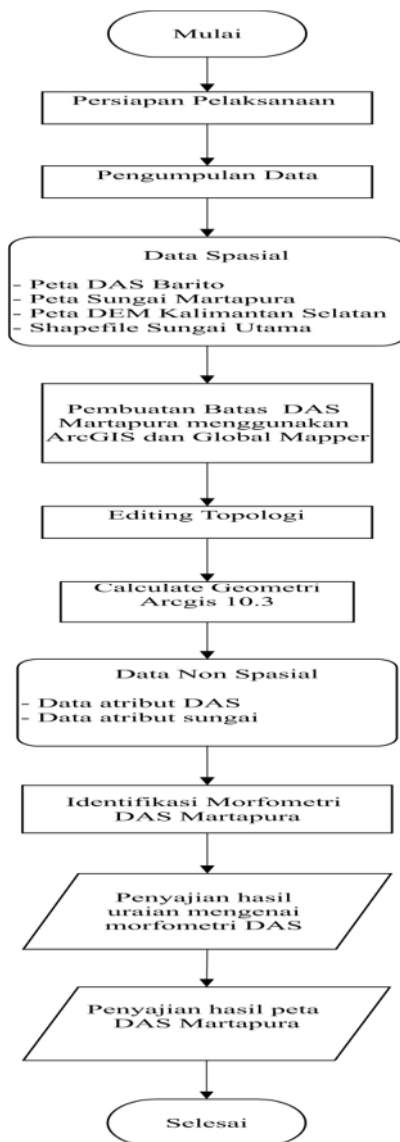 Mulai
Persiapan Pelaksanaan
Pengumpulan Data
Data Spasial
- Peta DAS Barito
- Peta Sungai Martapura
- Peta DEM Kalimantan Selatan
- Shapefile Sungai Utama
Pembuatan Batas DAS
Martapura menggunakan
ArcGIS dan Global Mapper
Editing Topologi
Calculate Geometri
Arcgis 10.3
Data Non Spasial
- Data atribut DAS
- Data atribut sungai
Identifikasi Morfometri
DAS Martapura
Penyajian hasil
uraian mengenai
morfometri DAS
Penyajian hasil peta
DAS Martapura
Selesai